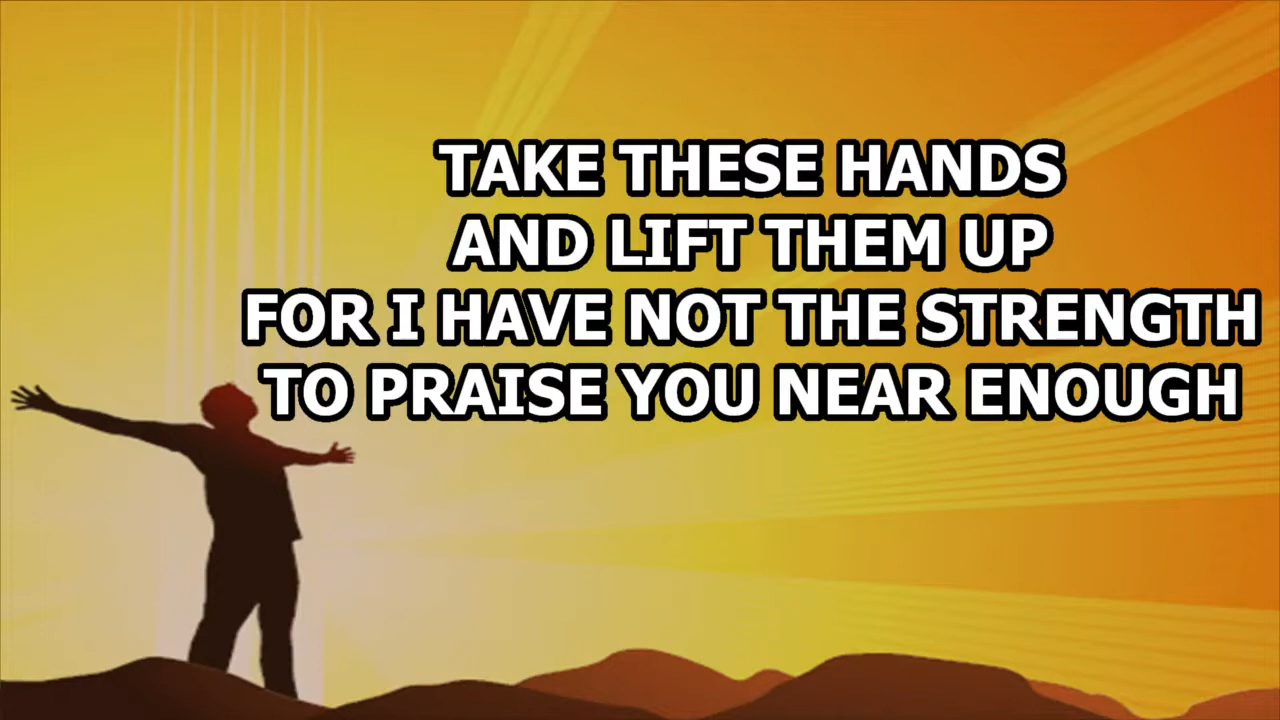 TAKE THESE HANDS
AND LIFT THEM UP
FOR I HAVE NOT THE STRENGTH
TO PRAISE YOU NEAR ENOUGH